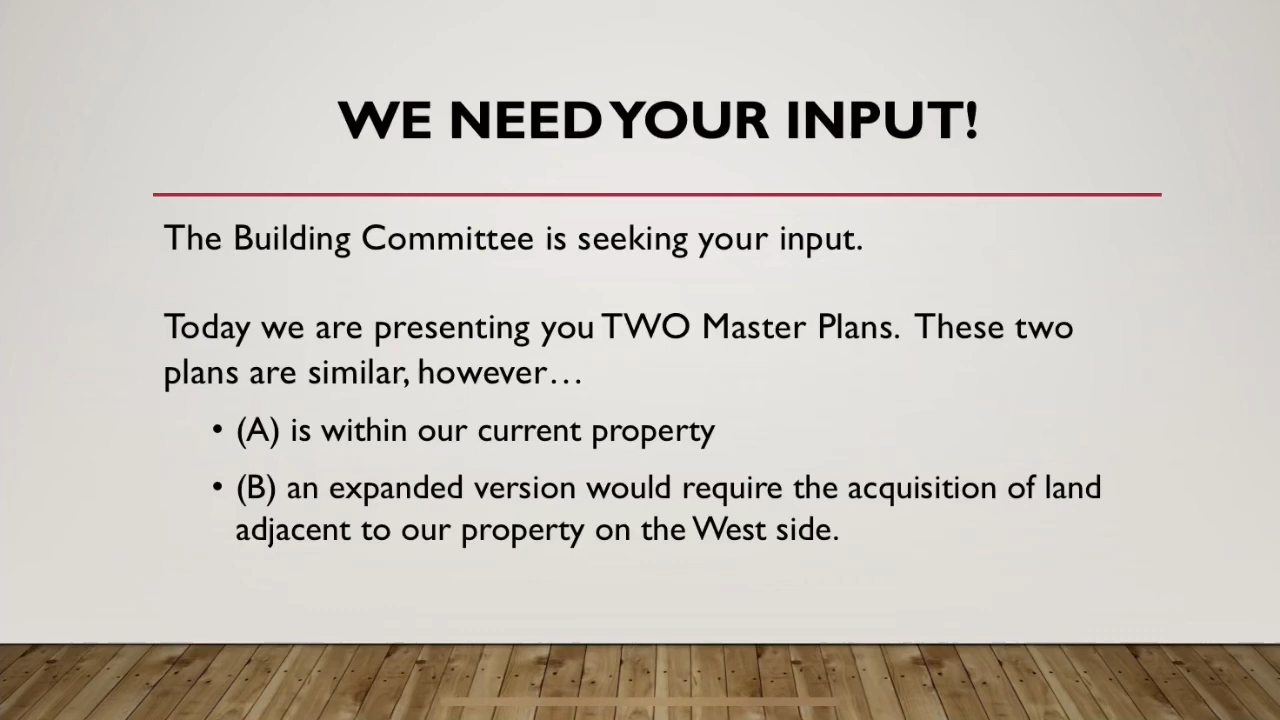 WE NEED YOUR INPUT!
The Building Committee is seeking your input.
Today we are presenting you TWO Master Plans.  These two
plans are similar, however…
• (A) is within our current property
• (B) an expanded version would require the acquisition of land
adjacent to our property on the West side.